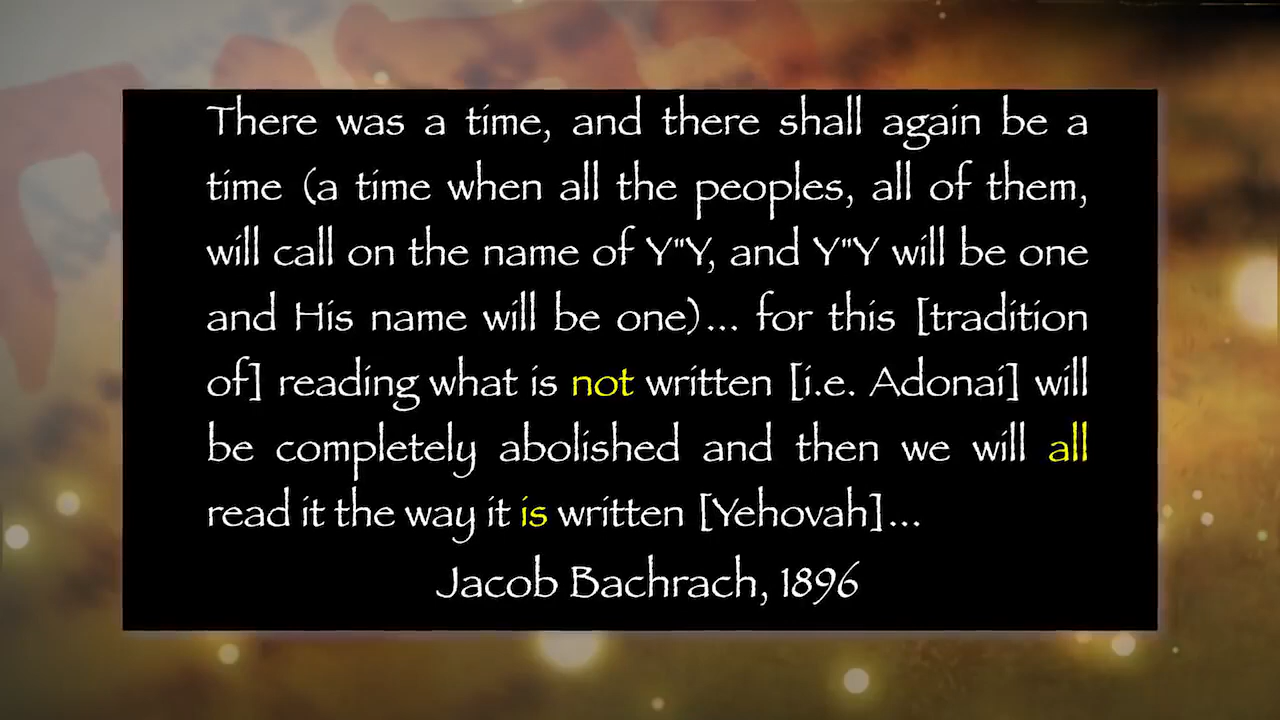 There was a time, and there shall again be a
time (a time when all the peoples, all of them,
will call on the name of Y"Y, and Y"Y will be one
and His name will be one)... for this [tradition
of] reading what is not written [i.e. Adonai] will
be completely abolished and then we will all
read it the way it is written [Yehovah]...
Jacob Bachrach, 1896